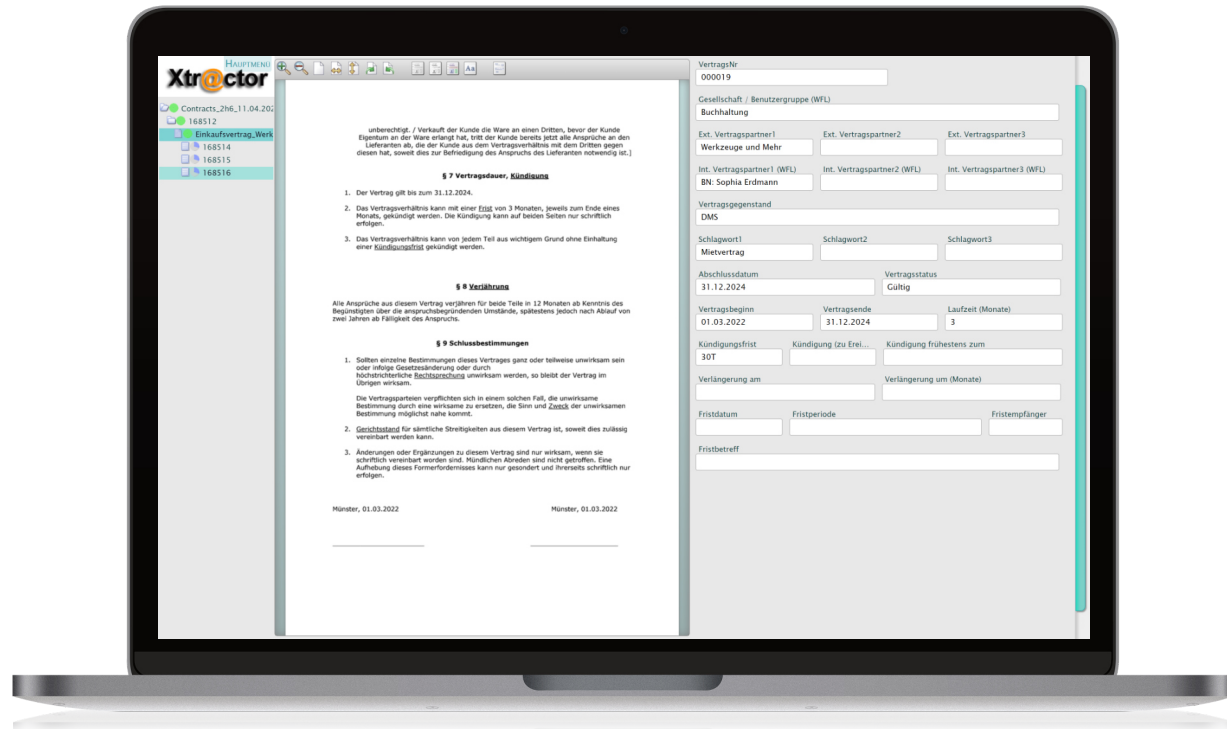 HAUPTMENÜ
Xtr@ctor
Contracts_2h6_11.04.202
168512
Einkaufsvertrag_Werk
168514
168515
168516
unberechtigt. / Verkauft der Kunde die Ware an einen Dritten, bevor der Kunde
Eigentum an der Ware erlangt hat, tritt der Kunde bereits jetzt alle Ansprüche an den
Lieferanten ab, die der Kunde aus dem Vertragsverhältnis mit dem Dritten gegen
diesen hat, soweit dies zur Befriedigung des Anspruchs des Lieferanten notwendig ist.]
§ 7 Vertragsdauer, Kündigung
1. Der Vertrag gilt bis zum 31.12.2024.
2. Das Vertragsverhältnis kann mit einer Frist von 3 Monaten, jeweils zum Ende eines
Monats, gekündigt werden. Die Kündigung kann auf beiden Seiten nur schriftlich
erfolgen.
3. Das Vertragsverhältnis kann von jedem Teil aus wichtigem Grund ohne Einhaltung
einer Kündigungsfrist gekündigt werden.
§ 8 Verjährung
Alle Ansprüche aus diesem Vertrag verjähren für beide Teile in 12 Monaten ab Kenntnis des
Begünstigten über die anspruchsbegründenden Umstände, spätestens jedoch nach Ablauf von
zwei Jahren ab Fälligkeit des Anspruchs.
§ 9 Schlussbestimmungen
1. Sollten einzelne Bestimmungen dieses Vertrages ganz oder teilweise unwirksam sein
oder infolge Gesetzesänderung oder durch
höchstrichterliche Rechtsprechung unwirksam werden, so bleibt der Vertrag im
Übrigen wirksam.
Die Vertragsparteien verpflichten sich in einem solchen Fall, die unwirksame
Bestimmung durch eine wirksame zu ersetzen, die Sinn und Zweck der unwirksamen
Bestimmung möglichst nahe kommt.
2. Gerichtsstand für sämtliche Streitigkeiten aus diesem Vertrag ist, soweit dies zulässig
vereinbart werden kann.
3. Änderungen oder Ergänzungen zu diesem Vertrag sind nur wirksam, wenn sie
schriftlich vereinbart worden sind. Mündlichen Abreden sind nicht getroffen. Eine
Aufhebung dieses Formerfordernisses kann nur gesondert und ihrerseits schriftlich nur
erfolgen.
Münster, 01.03.2022 Münster, 01.03.2022
VertragsNr
000019
Gesellschaft / Benutzergruppe (WFL)
Buchhaltung
Ext. Vertragspartner1 Ext. Vertragspartner2 Ext. Vertragspartner3
Werkzeuge und Mehr
Int. Vertragspartner1 (WFL) Int. Vertragspartner2 (WFL) Int. Vertragspartner3 (WFL)
BN: Sophia Erdmann
Vertragsgegenstand
DMS
Schlagwort1 Schlagwort2 Schlagwort3
Mietvertrag
Abschlussdatum Vertragsstatus
31.12.2024 Gültig
Vertragsbeginn Vertragsende Laufzeit (Monate)
01.03.2022 31.12.2024 3
Kündigungsfrist Kündigung (zu Erei... Kündigung frühestens zum
30T
Verlängerung am Verlängerung um (Monate)
Fristdatum Fristperiode Fristempfänger
Fristbetreff